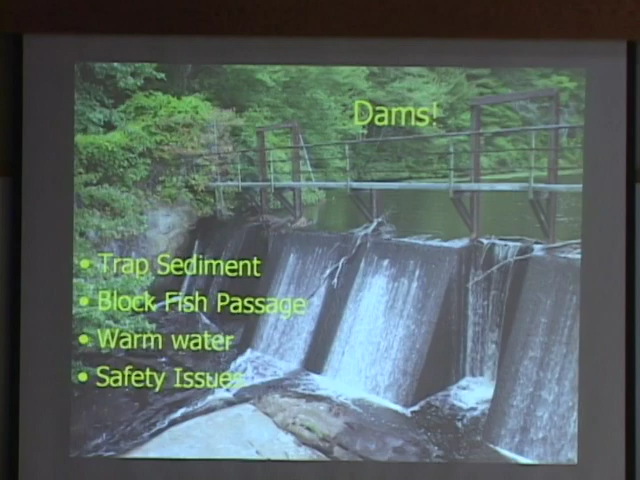 Dams!
• Trap Sediment
• Block Fish Passage
• Warm water
• Safety Issues